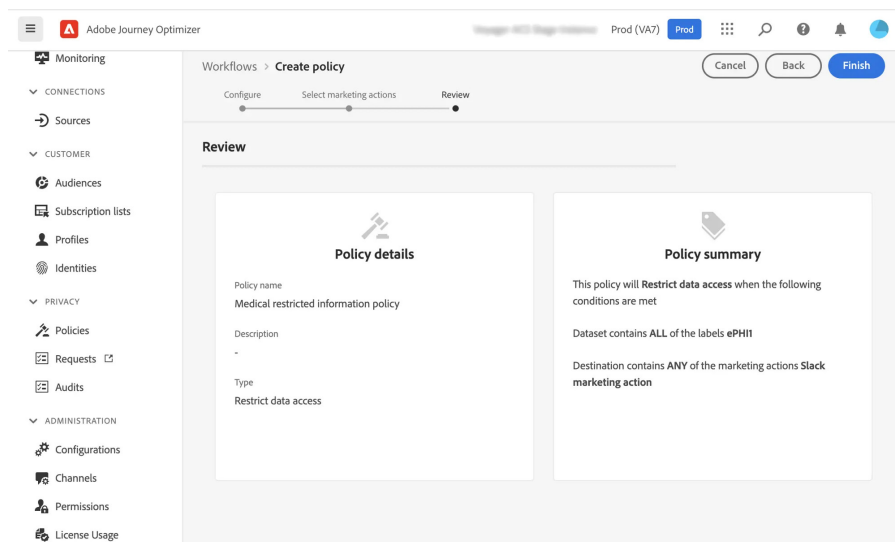 Adobe Journey Optimizer
Prod (VA7) Prod
Monitoring
CONNECTIONS
Sources
CUSTOMER
Audiences
Subscription lists
Profiles
Identities
PRIVACY
Policies
Requests
Audits
ADMINISTRATION
Configurations
Channels
Permissions
License Usage
Workflows > Create policy
Cancel Back Finish
Configure Select marketing actions Review
Review
Policy details
Policy name
Medical restricted information policy
Description
-
Type
Restrict data access
Policy summary
This policy will Restrict data access when the following
conditions are met
Dataset contains ALL of the labels ePHI1
Destination contains ANY of the marketing actions Slack
marketing action